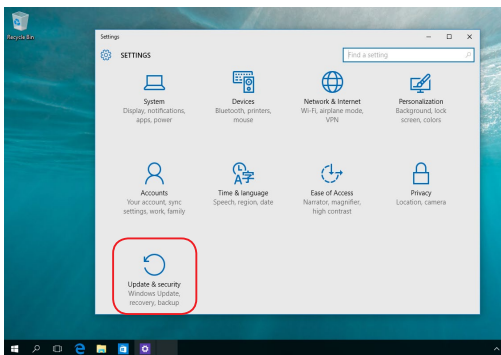 Recycle Bin
Settings
SETTINGS
Find a setting
System
Display, notifications,
apps, power
Devices
Bluetooth, printers,
mouse
Network & Internet
Wi-Fi, airplane mode,
VPN
Personalization
Background, lock
screen, colors
Accounts
Your account, sync
settings, work, family
Time & language
Speech, region, date
Ease of Access
Narrator, magnifier,
high contrast
Privacy
Location, camera
Update & security
Windows Update,
recovery, backup